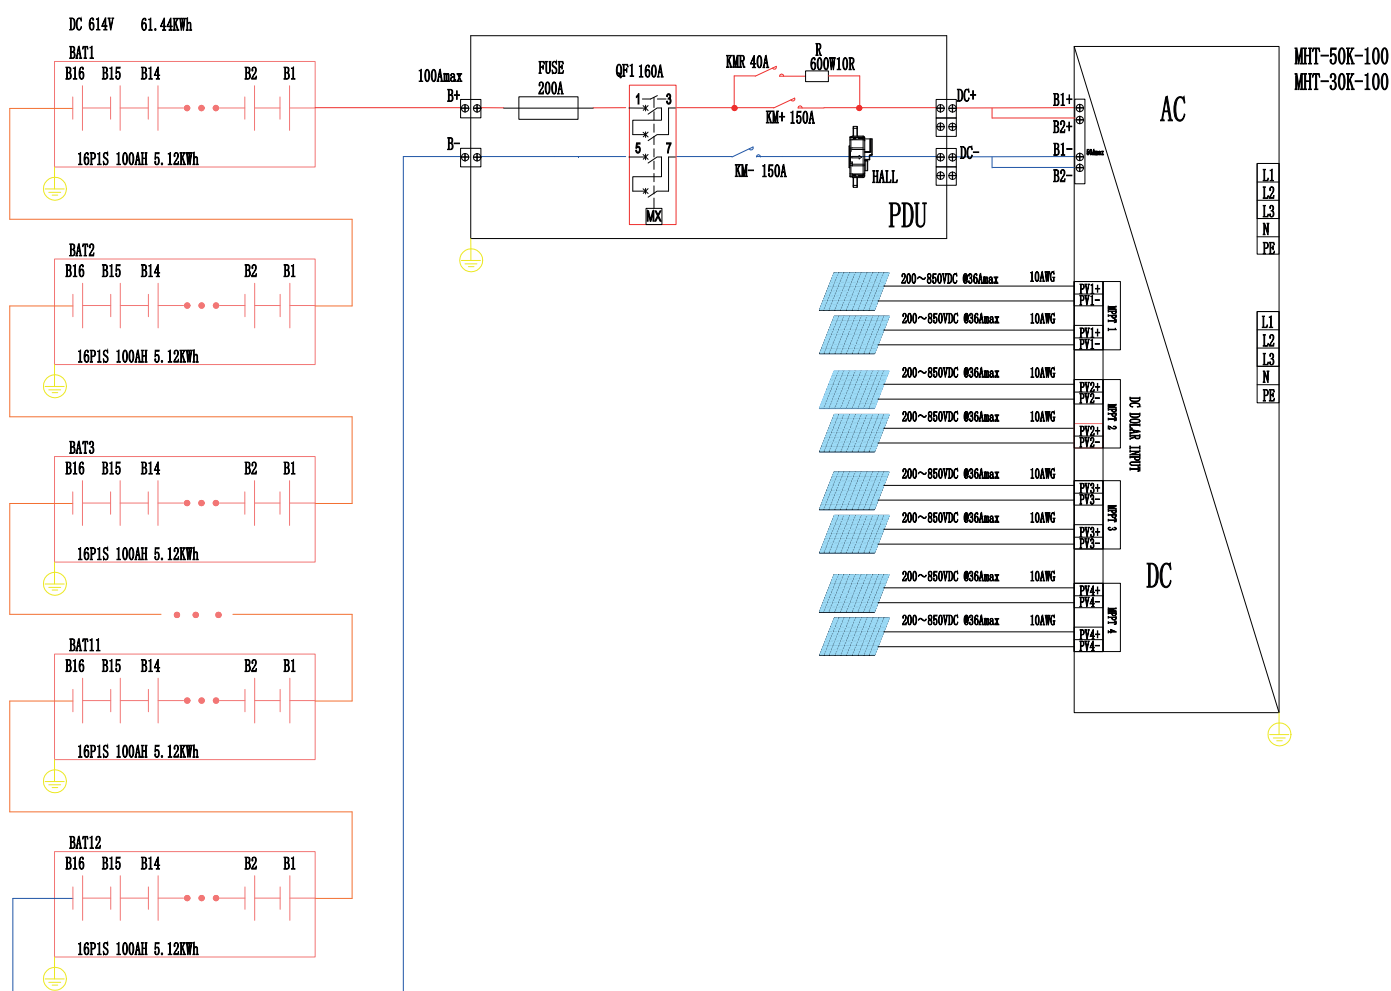 DC 614V 61.44KWh
BAT1
B16 B15 B14 B2 B1
16P1S 100AH 5.12KWh
BAT2
B16 B15 B14 B2 B1
16P1S 100AH 5.12KWh
BAT3
B16 B15 B14 B2 B1
16P1S 100AH 5.12KWh
BAT11
B16 B15 B14 B2 B1
16P1S 100AH 5.12KWh
BAT12
B16 B15 B14 B2 B1
16P1S 100AH 5.12KWh
100Amax
B+
B-
FUSE
200A
QF1 160A
1 3
5 7
MX
KMR 40A
R
600W10R
KM+ 150A
KM- 150A
HALL
PDU
DC+
DC-
B1+
B2+
B1-
B2-
50Amax
AC
DC
MHT-50K-100
MHT-30K-100
L1
L2
L3
N
PE
L1
L2
L3
N
PE
200~850VDC @36Amax 10AWG
PV1+
PV1-
200~850VDC @36Amax 10AWG
PV1+
PV1-
MPPT 1
200~850VDC @36Amax 10AWG
PV2+
PV2-
200~850VDC @36Amax 10AWG
PV2+
PV2-
MPPT 2
DC DOLAR INPUT
200~850VDC @36Amax 10AWG
PV3+
PV3-
200~850VDC @36Amax 10AWG
PV3+
PV3-
MPPT 3
200~850VDC @36Amax 10AWG
PV4+
PV4-
200~850VDC @36Amax 10AWG
PV4+
PV4-
MPPT 4